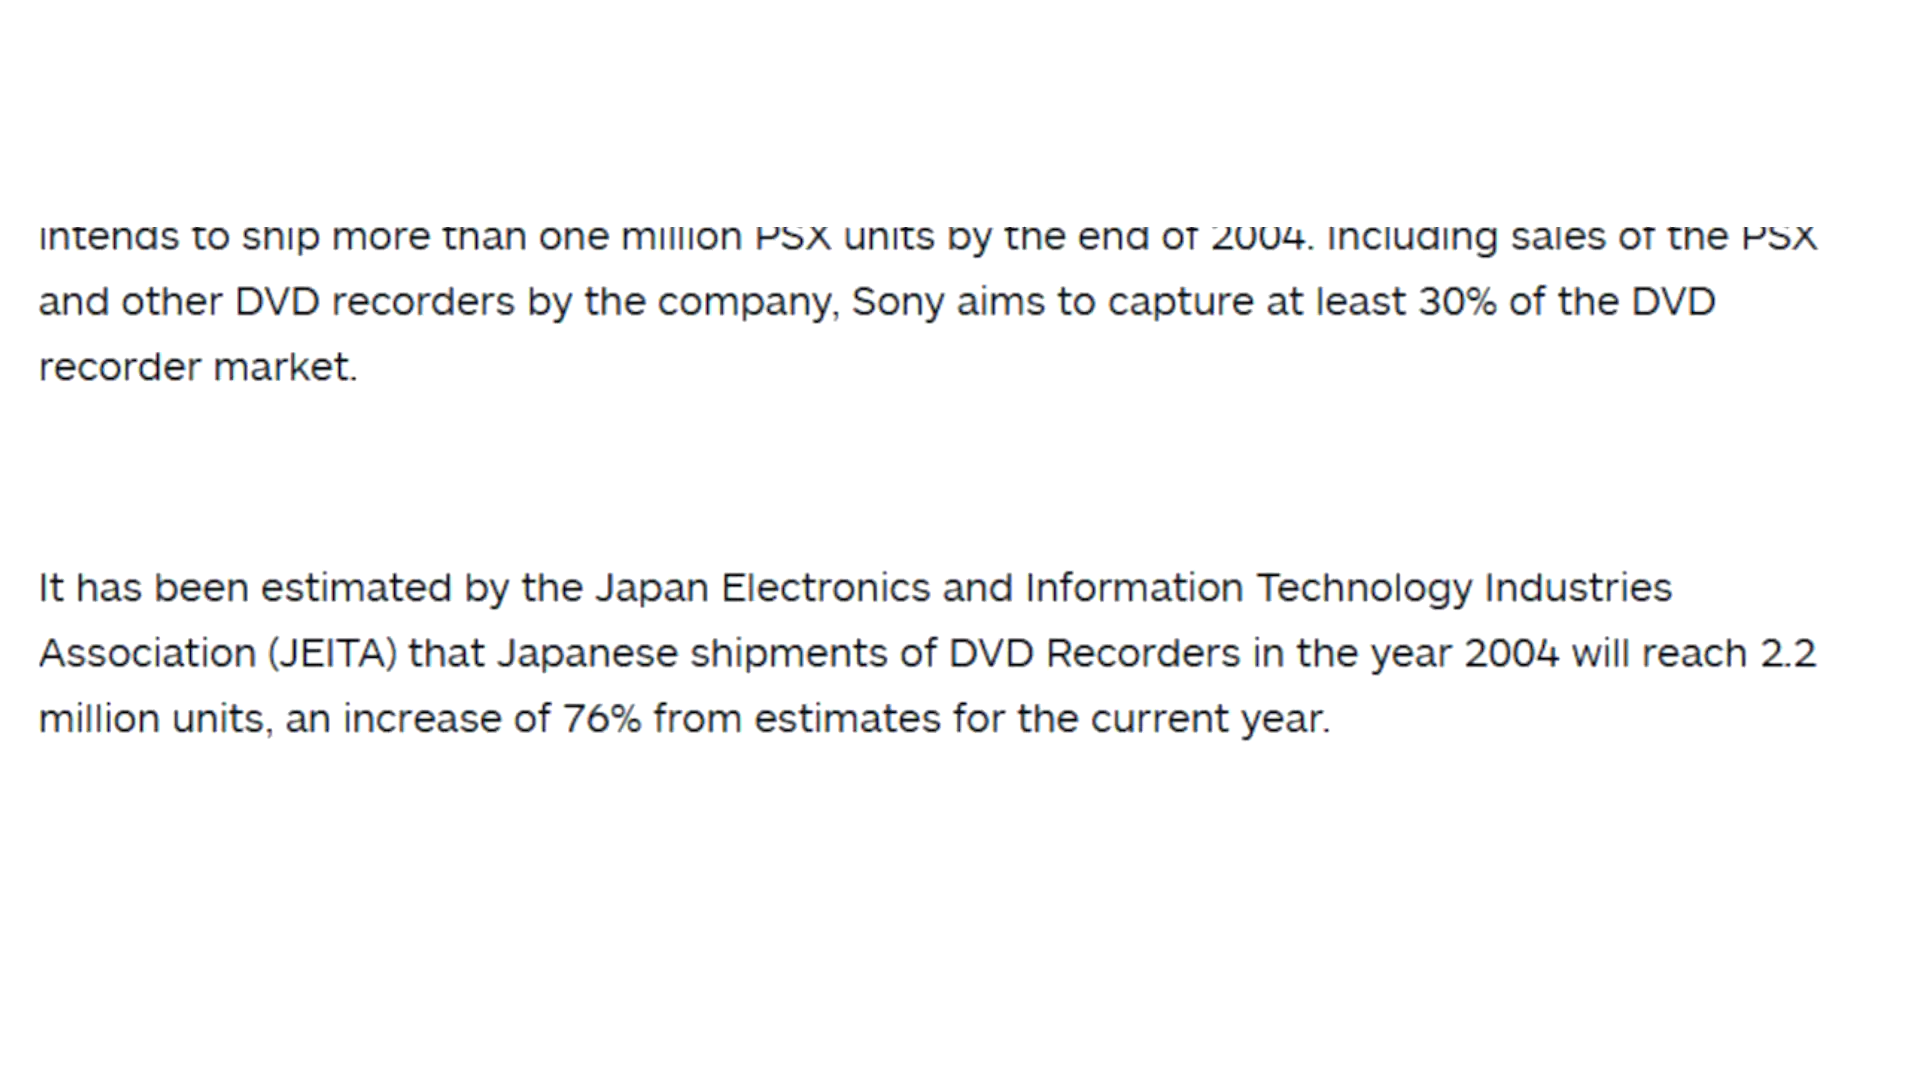 intends to ship more than one million PSX units by the end of 2004. Including sales of the PSX
and other DVD recorders by the company, Sony aims to capture at least 30% of the DVD
recorder market.
It has been estimated by the Japan Electronics and Information Technology Industries
Association (JEITA) that Japanese shipments of DVD Recorders in the year 2004 will reach 2.2
million units, an increase of 76% from estimates for the current year.